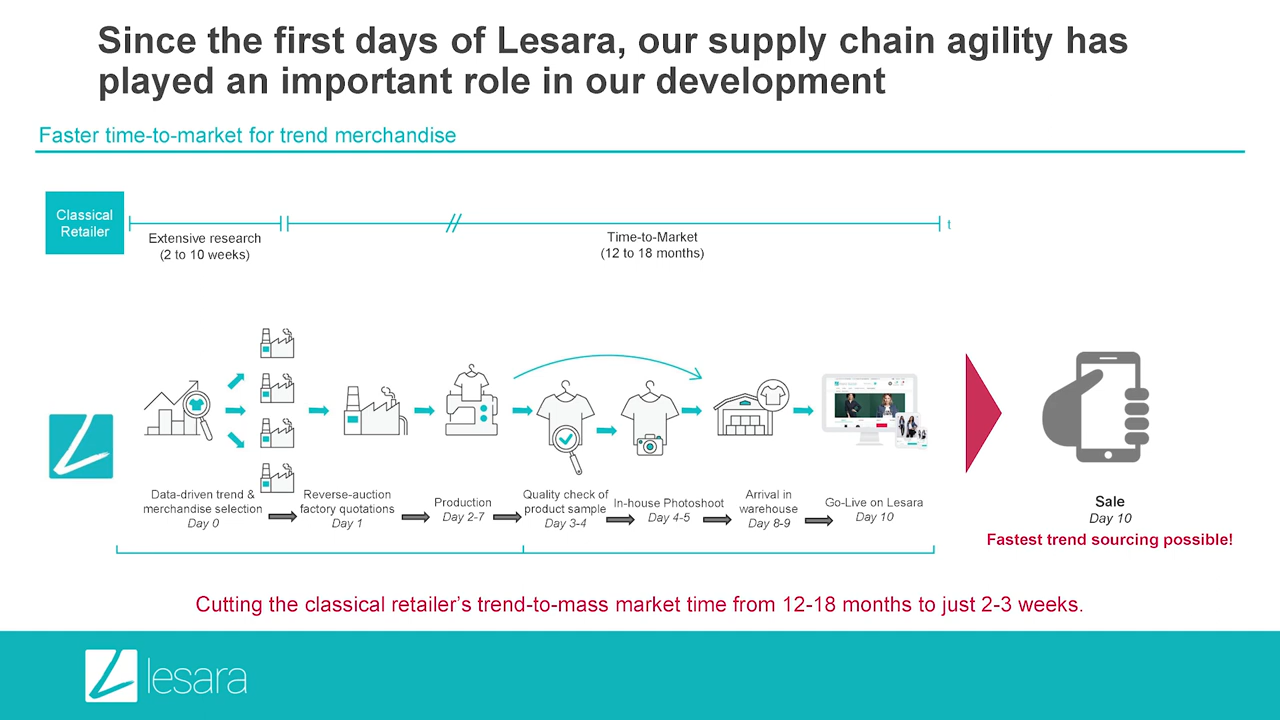 Since the first days of Lesara, our supply chain agility has
played an important role in our development
Faster time-to-market for trend merchandise
Classical
Retailer
Extensive research
(2 to 10 weeks)
Time-to-Market
(12 to 18 months)
t
Data-driven trend &
merchandise selection
Day 0
Reverse-auction
factory quotations
Day 1
Production
Day 2-7
Quality check of
product sample
Day 3-4
In-house Photoshoot
Day 4-5
Arrival in
warehouse
Day 8-9
Go-Live on Lesara
Day 10
Sale
Day 10
Fastest trend sourcing possible!
Cutting the classical retailer’s trend-to-mass market time from 12-18 months to just 2-3 weeks.
lesara